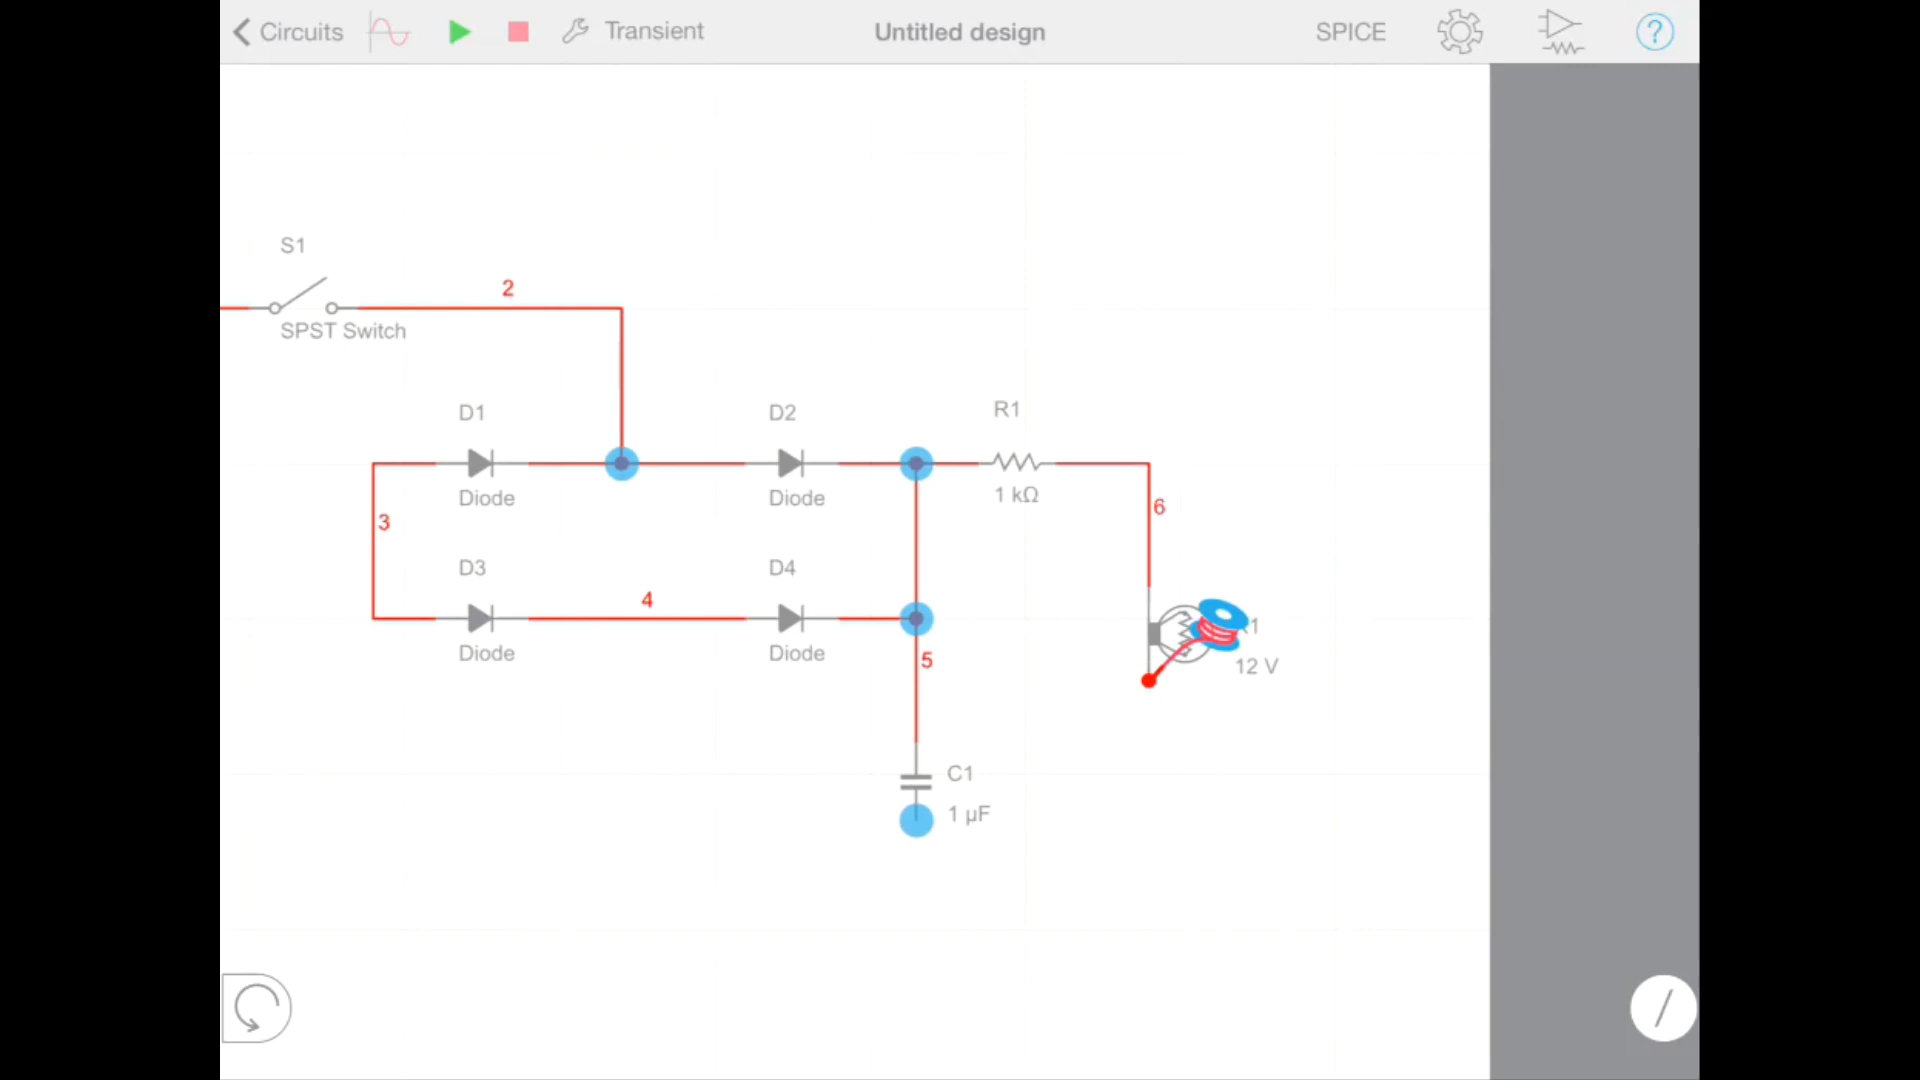 Circuits
Transient
Untitled design
SPICE
?
S1
2
SPST Switch
D1
D2
R1
Diode
Diode
1 kΩ
6
3
D3
D4
4
1
Diode
Diode
5
12 V
C1
1 µF